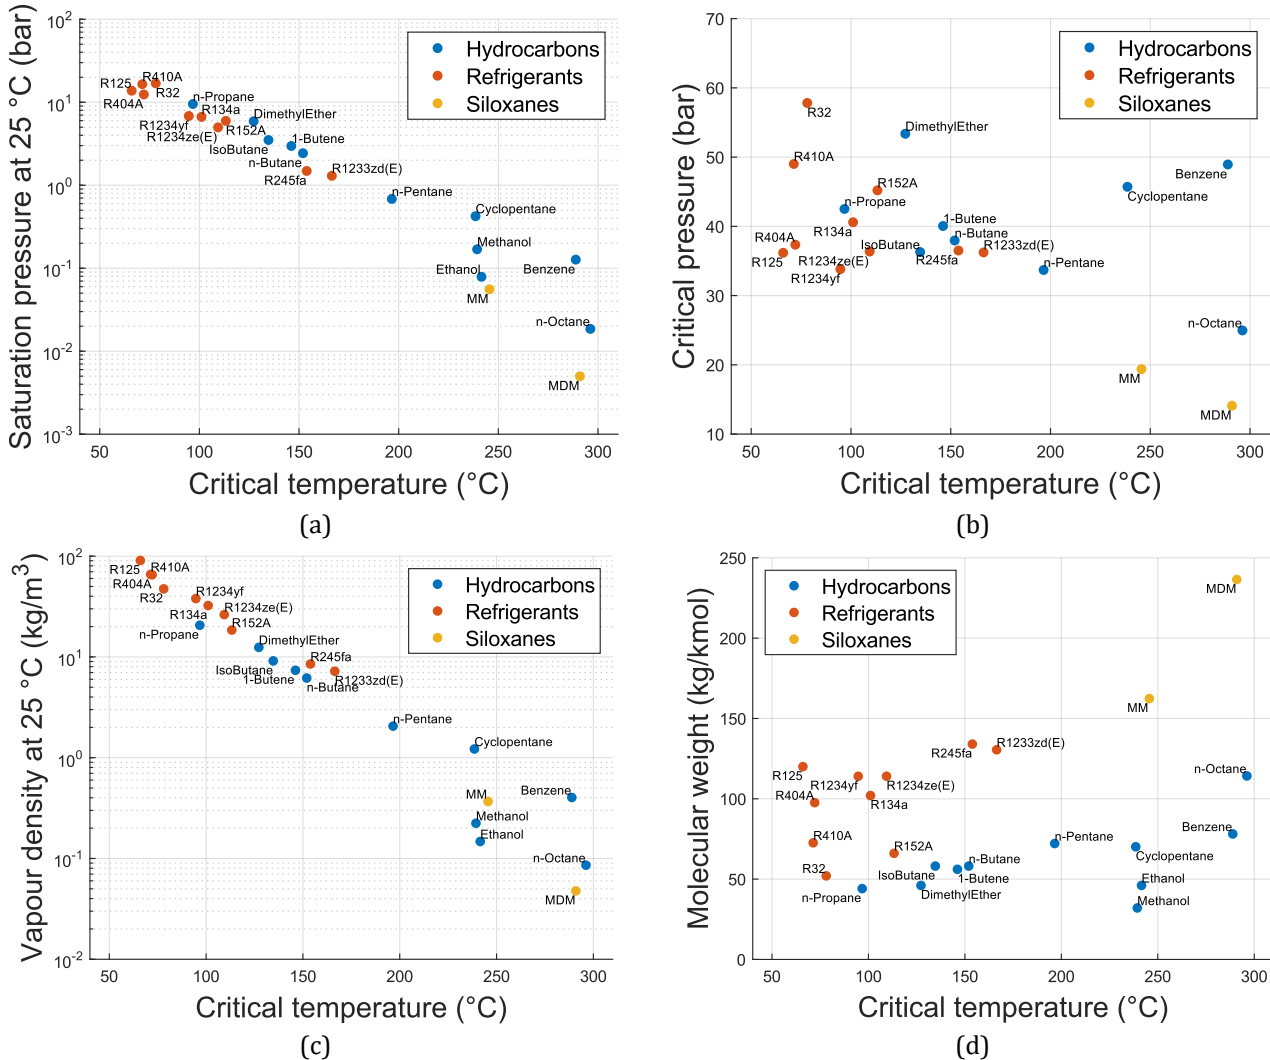 Saturation pressure at 25 °C (bar)
10^2
10^1
10^0
10^-1
10^-2
10^-3
50 100 150 200 250 300
Critical temperature (°C)
(a)
Hydrocarbons
Refrigerants
Siloxanes
R125
R410A
R404A
R32
n-Propane
R134a
R1234yf
R152A
R1234ze(E)
DimethylEther
IsoButane
1-Butene
n-Butane
R245fa
R1233zd(E)
n-Pentane
Cyclopentane
Methanol
Ethanol
Benzene
MM
n-Octane
MDM
Critical pressure (bar)
70
60
50
40
30
20
10
50 100 150 200 250 300
Critical temperature (°C)
(b)
Hydrocarbons
Refrigerants
Siloxanes
R32
DimethylEther
R410A
R152A
n-Propane
Benzene
Cyclopentane
R134a
1-Butene
n-Butane
R404A
R125
IsoButane
R1234ze(E)
R245fa
R1233zd(E)
R1234yf
n-Pentane
n-Octane
MM
MDM
Vapour density at 25 °C (kg/m^3)
10^2
10^1
10^0
10^-1
10^-2
50 100 150 200 250 300
Critical temperature (°C)
(c)
Hydrocarbons
Refrigerants
Siloxanes
R125
R410A
R404A
R32
R1234yf
R134a
R1234ze(E)
R152A
n-Propane
DimethylEther
IsoButane
R245fa
1-Butene
n-Butane
R1233zd(E)
n-Pentane
Cyclopentane
MM
Benzene
Methanol
Ethanol
n-Octane
MDM
Molecular weight (kg/kmol)
250
200
150
100
50
0
50 100 150 200 250 300
Critical temperature (°C)
(d)
Hydrocarbons
Refrigerants
Siloxanes
MDM
MM
R245fa
R1233zd(E)
R125
R1234yf
R1234ze(E)
R404A
R134a
n-Octane
R410A
R152A
n-Pentane
Benzene
Cyclopentane
R32
n-Propane
IsoButane
n-Butane
1-Butene
DimethylEther
Ethanol
Methanol